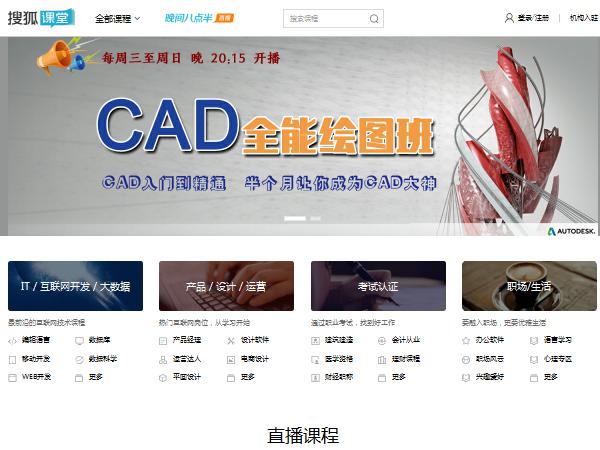 搜狐 课堂
全部课程
晚间八点半 直播
搜索课程
登录/注册
机构入驻
每周三至周日 晚 20:15 开播
CAD全能绘图班
CAD入门到精通 半个月让你成为CAD大神
AUTODESK.
IT / 互联网开发 / 大数据
产品 / 设计 / 运营
考试认证
职场/生活
最前沿的互联网技术课程
热门互联网岗位，从学习开始
通过职业考试，找到好工作
要融入职场，更要优雅生活
编程语言 数据库
产品经理 设计软件
建筑建造 会计从业
办公软件 语言学习
移动开发 数据科学
运营达人 电商设计
医学资格 理财课程
职场风云 心理专区
WEB开发 更多
平面设计 更多
财经职称 更多
兴趣爱好 更多
直播课程